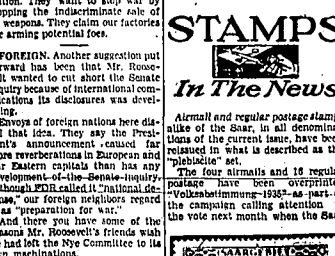 tion. They want to stop war by
opping the indiscriminate sale of
weapons. They claim our factories
e arming potential foes.
FOREIGN. Another suggestion put
rward has been that Mr. Roose-
lt wanted to cut short the Senate
quiry because of international com-
ications its disclosures was devel-
ing.
Envoys of foreign nations here dis-
that idea. They say the Presi-
nt's announcement caused far
ore reverberations in European and
r Eastern capitals than has any
velopment of the Senate inquiry.
though FDR called it "national de-
use," our foreign neighbors regard
as "preparation for war."
And there you have some of the
asons Mr. Roosevelt's friends wish
had left the Nye Committee to its
n machinations.
STAMPS
In The News
Airmail and regular postage stam
alike of the Saar, in all denomina
tions of the current issue, have bee
reissued in what is described as th
"plebiscite" set.
The four airmails and 16 regula
postage have been overprinte
"Volksabstimmung 1935" as part o
the campaign calling attention
the vote next month when the Saa
SAARGEBIET